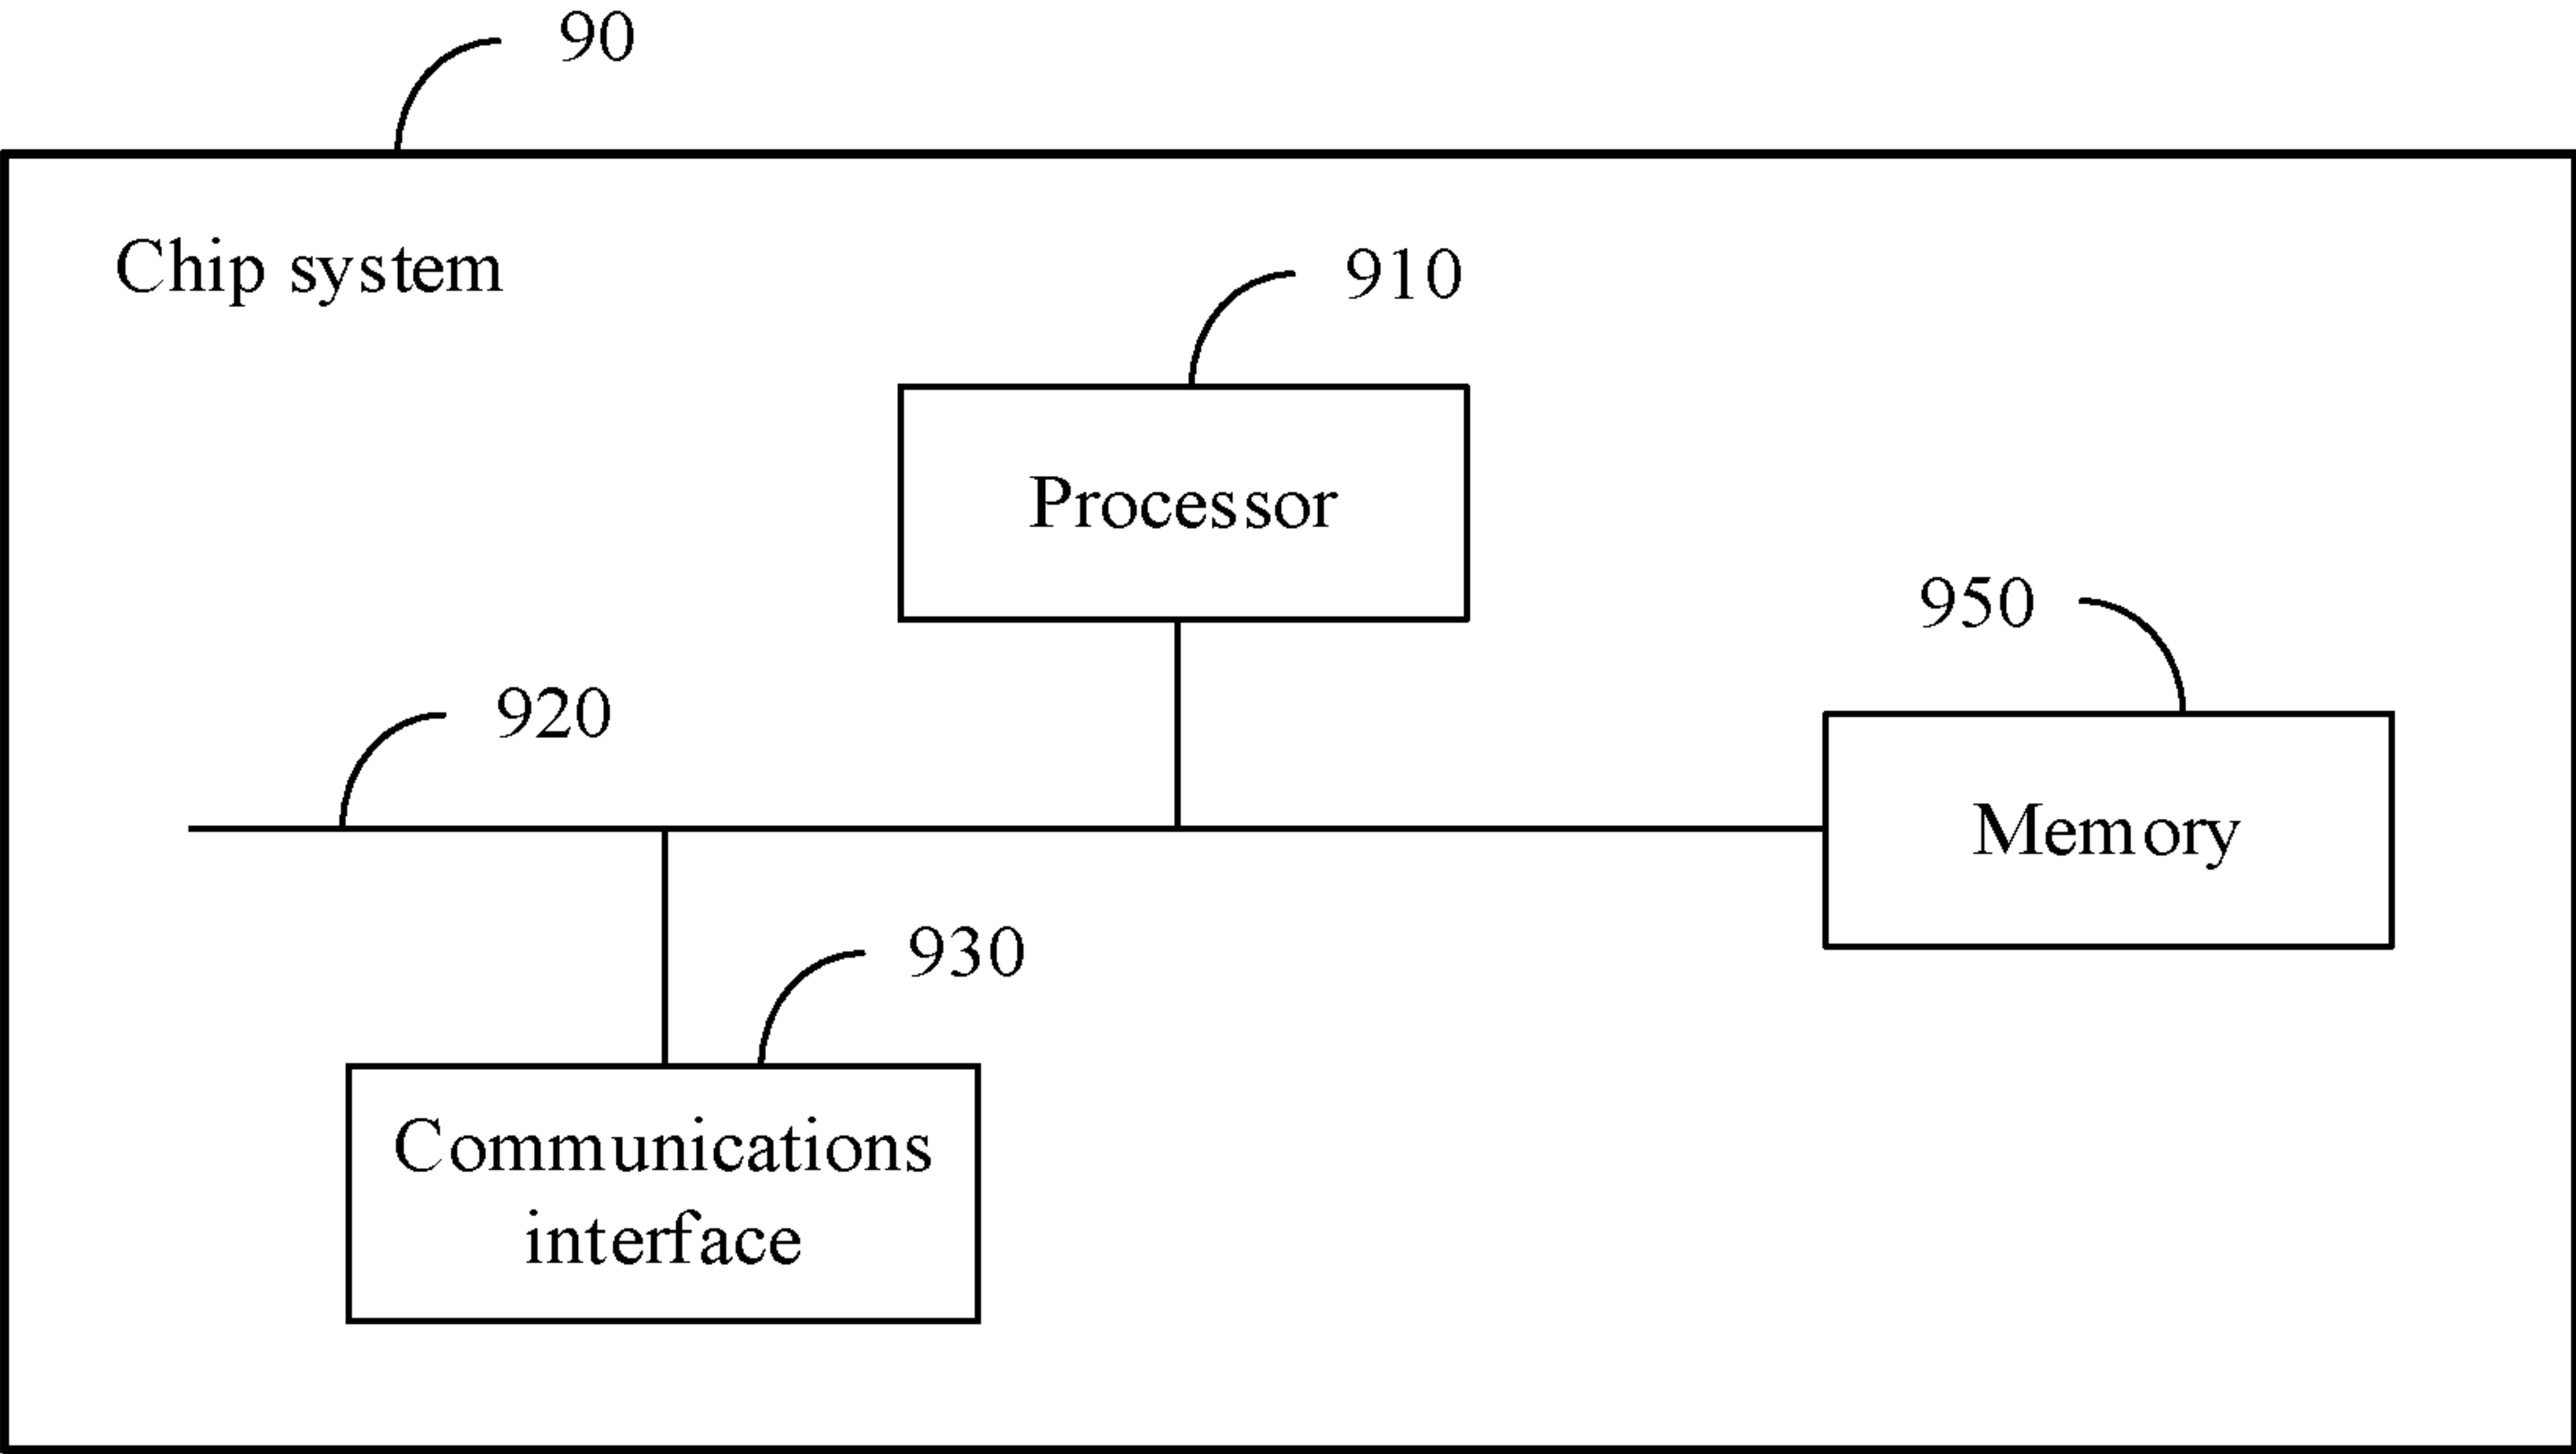 90
Chip system
910
Processor
950
920
Memory
930
Communications
interface